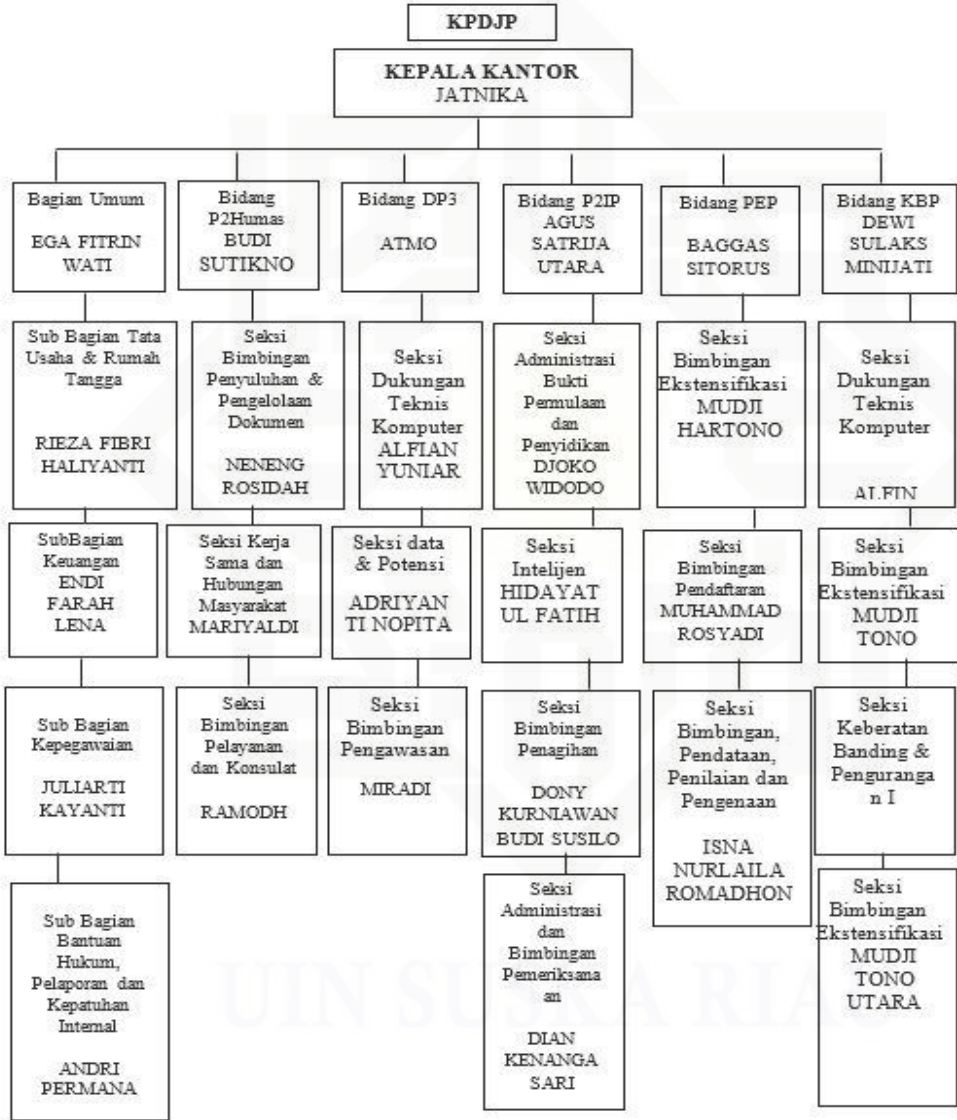 KPDJP
KEPALA KANTOR
JATNIKA
Bagian Umum
EGA FITRIN
WATI
Bidang
P2Humas
BUDI
SUTIKNO
Bidang DP3
ATMO
Bidang P2IP
AGUS
SATRIJA
UTARA
Bidang PEP
BAGGAS
SITORUS
Bidang KBP
DEWI
SULAKS
MINIJATI
Sub Bagian Tata
Usaha & Rumah
Tangga
RIEZA FIBRI
HALIYANTI
Seksi
Bimbingan
Penyuluhan &
Pengelolaan
Dokumen
NENENG
ROSIDAH
Seksi
Dukungan
Teknis
Komputer
ALFIAN
YUNIAR
Seksi
Administrasi
Bukti
Permulaan
dan
Penyidikan
DJOKO
WIDODO
Seksi
Bimbingan
Ekstensifikasi
MUDJI
HARTONO
Seksi
Dukungan
Teknis
Komputer
ALFIN
SubBagian
Keuangan
ENDI
FARAH
LENA
Seksi Kerja
Sama dan
Hubungan
Masyarakat
MARIYALDI
Seksi data
& Potensi
ADRIYAN
TI NOPITA
Seksi
Intelijen
HIDAYAT
UL FATIH
Seksi
Bimbingan
Pendaftaran
MUHAMMAD
ROSYADI
Seksi
Bimbingan
Ekstensifikasi
MUDJI
TONO
Sub Bagian
Kepegawaian
JULIARTI
KAYANTI
Seksi
Bimbingan
Pelayanan
dan Konsulat
RAMODH
Seksi
Bimbingan
Pengawasan
MIRADI
Seksi
Bimbingan
Penagihan
DONY
KURNIAWAN
BUDI SUSILO
Seksi
Bimbingan,
Pendataan,
Penilaian dan
Pengenaan
ISNA
NURLAILA
ROMADHON
Seksi
Keberatan
Banding &
Penguranga
n I
Sub Bagian
Bantuan
Hukum,
Pelaporan dan
Kepatuhan
Internal
ANDRI
PERMANA
Seksi
Administrasi
dan
Bimbingan
Pemeriksana
an
DIAN
KENANGA
SARI
Seksi
Bimbingan
Ekstensifikasi
MUDJI
TONO
UTARA
UIN SUSKA RIAU